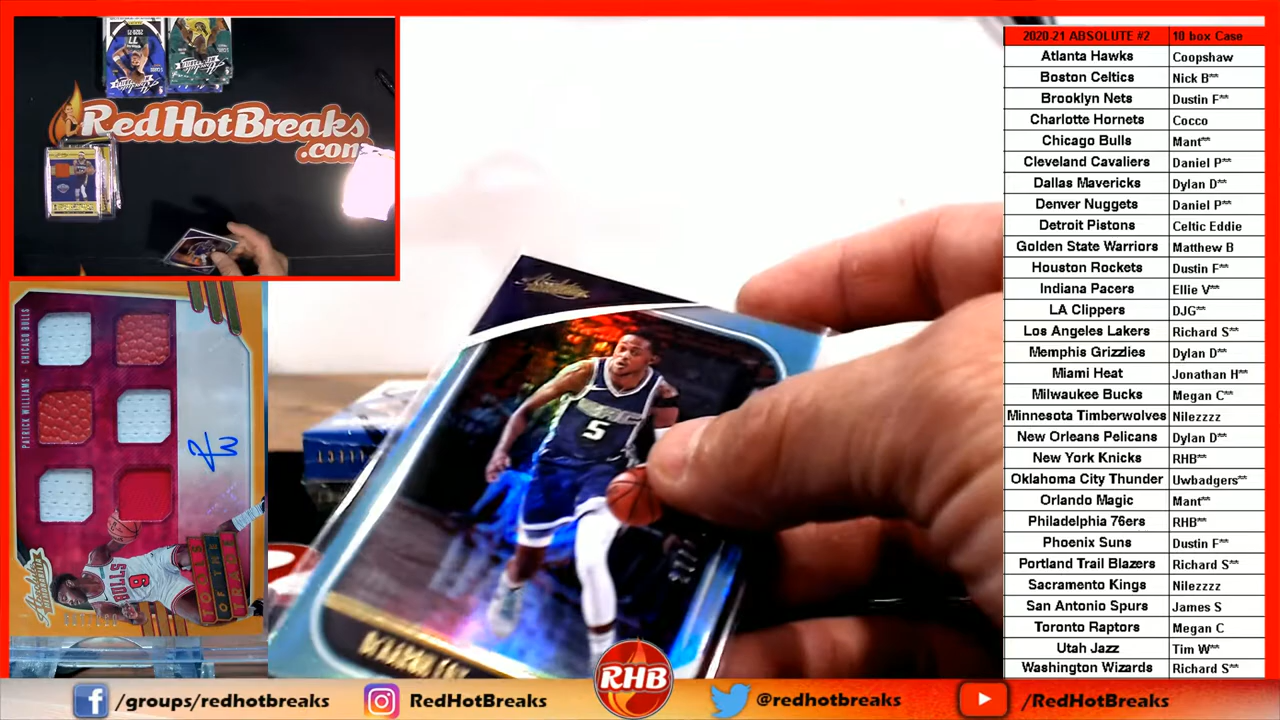 RedHotBreaks
.com
PATRICK WILLIAMS - CHICAGO BULLS
TOOLS
OF THE
TRADE
BULLS
9
Absolute
5
2020-21 ABSOLUTE #2 10 box Case
Atlanta Hawks Coopshaw
Boston Celtics Nick B**
Brooklyn Nets Dustin F**
Charlotte Hornets Cocco
Chicago Bulls Mant**
Cleveland Cavaliers Daniel P**
Dallas Mavericks Dylan D**
Denver Nuggets Daniel P**
Detroit Pistons Celtic Eddie
Golden State Warriors Matthew B
Houston Rockets Dustin F**
Indiana Pacers Ellie V**
LA Clippers DJG**
Los Angeles Lakers Richard S**
Memphis Grizzlies Dylan D**
Miami Heat Jonathan H**
Milwaukee Bucks Megan C**
Minnesota Timberwolves Nilezzz
New Orleans Pelicans Dylan D**
New York Knicks RHB**
Oklahoma City Thunder Uwbadgers**
Orlando Magic Mant**
Philadelphia 76ers RHB**
Phoenix Suns Dustin F**
Portland Trail Blazers Richard S**
Sacramento Kings Nilezzzz
San Antonio Spurs James S
Toronto Raptors Megan C
Utah Jazz Tim W**
Washington Wizards Richard S**
/groups/redhotbreaks RedHotBreaks RHB @redhotbreaks /RedHotBreaks